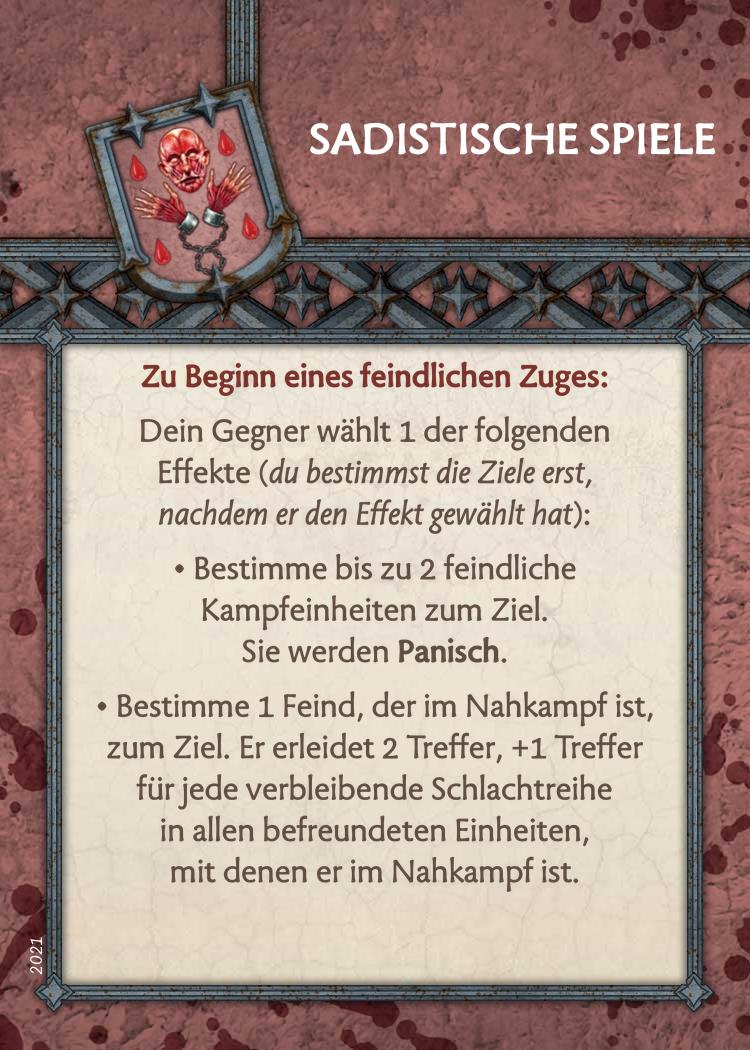 SADISTISCHE SPIELE
Zu Beginn eines feindlichen Zuges:
Dein Gegner wählt 1 der folgenden
Effekte (du bestimmst die Ziele erst,
nachdem er den Effekt gewählt hat):
• Bestimme bis zu 2 feindliche
Kampfeinheiten zum Ziel.
Sie werden Panisch.
• Bestimme 1 Feind, der im Nahkampf ist,
zum Ziel. Er erleidet 2 Treffer, +1 Treffer
für jede verbleibende Schlachtreihe
in allen befreundeten Einheiten,
mit denen er im Nahkampf ist.
2021